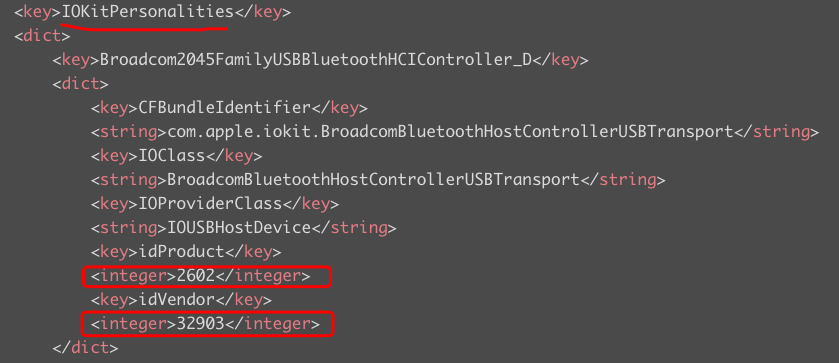 <key>IOKitPersonalities</key>
<dict>
<key>Broadcom2045FamilyUSBBluetoothHCIController_D</key>
<dict>
<key>CFBundleIdentifier</key>
<string>com.apple.iokit.BroadcomBluetoothHostControllerUSBTransport</string>
<key>IOClass</key>
<string>BroadcomBluetoothHostControllerUSBTransport</string>
<key>IOProviderClass</key>
<string>IOUSBHostDevice</string>
<key>idProduct</key>
<integer>2602</integer>
<key>idVendor</key>
<integer>32903</integer>
</dict>